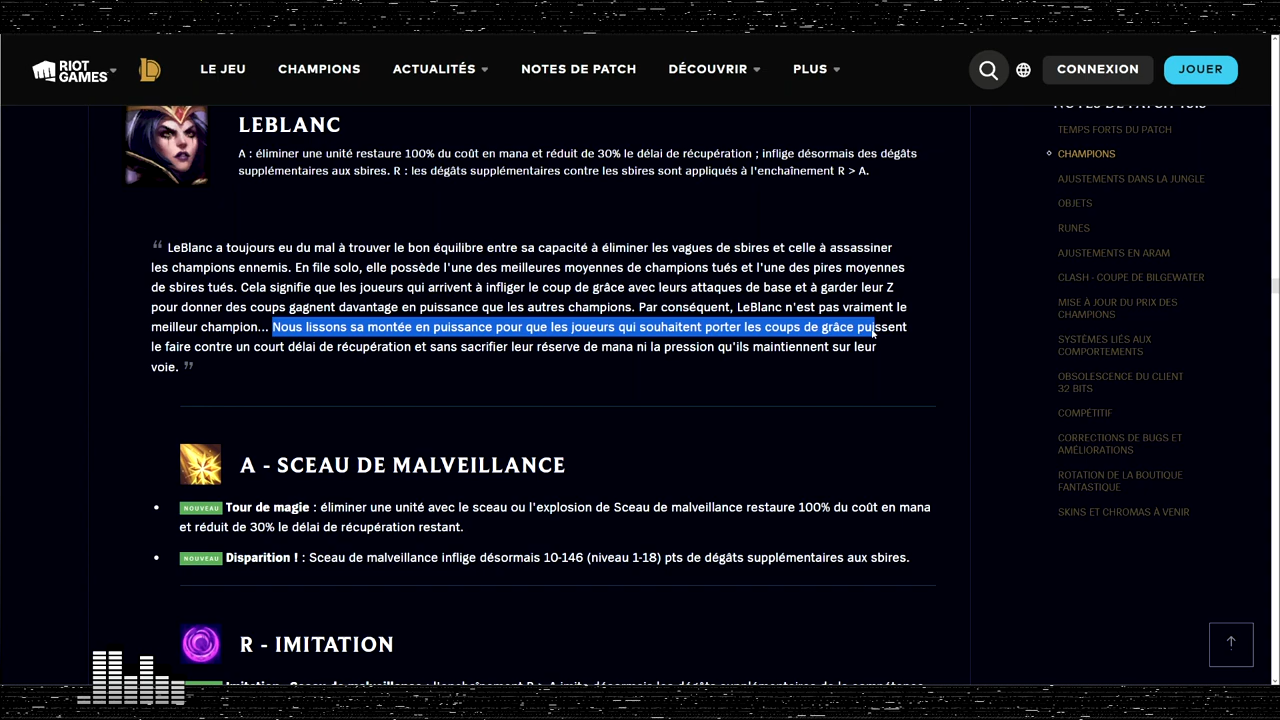 RIOT GAMES
LE JEU
CHAMPIONS
ACTUALITÉS
NOTES DE PATCH
DÉCOUVRIR
PLUS
CONNEXION
JOUER
LEBLANC
A : éliminer une unité restaure 100% du coût en mana et réduit de 30% le délai de récupération ; inflige désormais des dégâts
supplémentaires aux sbires. R : les dégâts supplémentaires contre les sbires sont appliqués à l'enchaînement R > A.
“ LeBlanc a toujours eu du mal à trouver le bon équilibre entre sa capacité à éliminer les vagues de sbires et celle à assassiner
les champions ennemis. En file solo, elle possède l'une des meilleures moyennes de champions tués et l'une des pires moyennes
de sbires tués. Cela signifie que les joueurs qui arrivent à infliger le coup de grâce avec leurs attaques de base et à garder leur Z
pour donner des coups gagnent davantage en puissance que les autres champions. Par conséquent, LeBlanc n'est pas vraiment le
meilleur champion... Nous lissons sa montée en puissance pour que les joueurs qui souhaitent porter les coups de grâce puissent
le faire contre un court délai de récupération et sans sacrifier leur réserve de mana ni la pression qu'ils maintiennent sur leur
voie. ”
A - SCEAU DE MALVEILLANCE
• NOUVEAU Tour de magie : éliminer une unité avec le sceau ou l'explosion de Sceau de malveillance restaure 100% du coût en mana
et réduit de 30% le délai de récupération restant.
• NOUVEAU Disparition ! : Sceau de malveillance inflige désormais 10-146 (niveau 1-18) pts de dégâts supplémentaires aux sbires.
R - IMITATION
TEMPS FORTS DU PATCH
CHAMPIONS
AJUSTEMENTS DANS LA JUNGLE
OBJETS
RUNES
AJUSTEMENTS EN ARAM
CLASH - COUPE DE BILGEWATER
MISE À JOUR DU PRIX DES
CHAMPIONS
SYSTÈMES LIÉS AUX
COMPORTEMENTS
OBSOLESCENCE DU CLIENT
32 BITS
COMPÉTITIF
CORRECTIONS DE BUGS ET
AMÉLIORATIONS
ROTATION DE LA BOUTIQUE
FANTASTIQUE
SKINS ET CHROMAS À VENIR